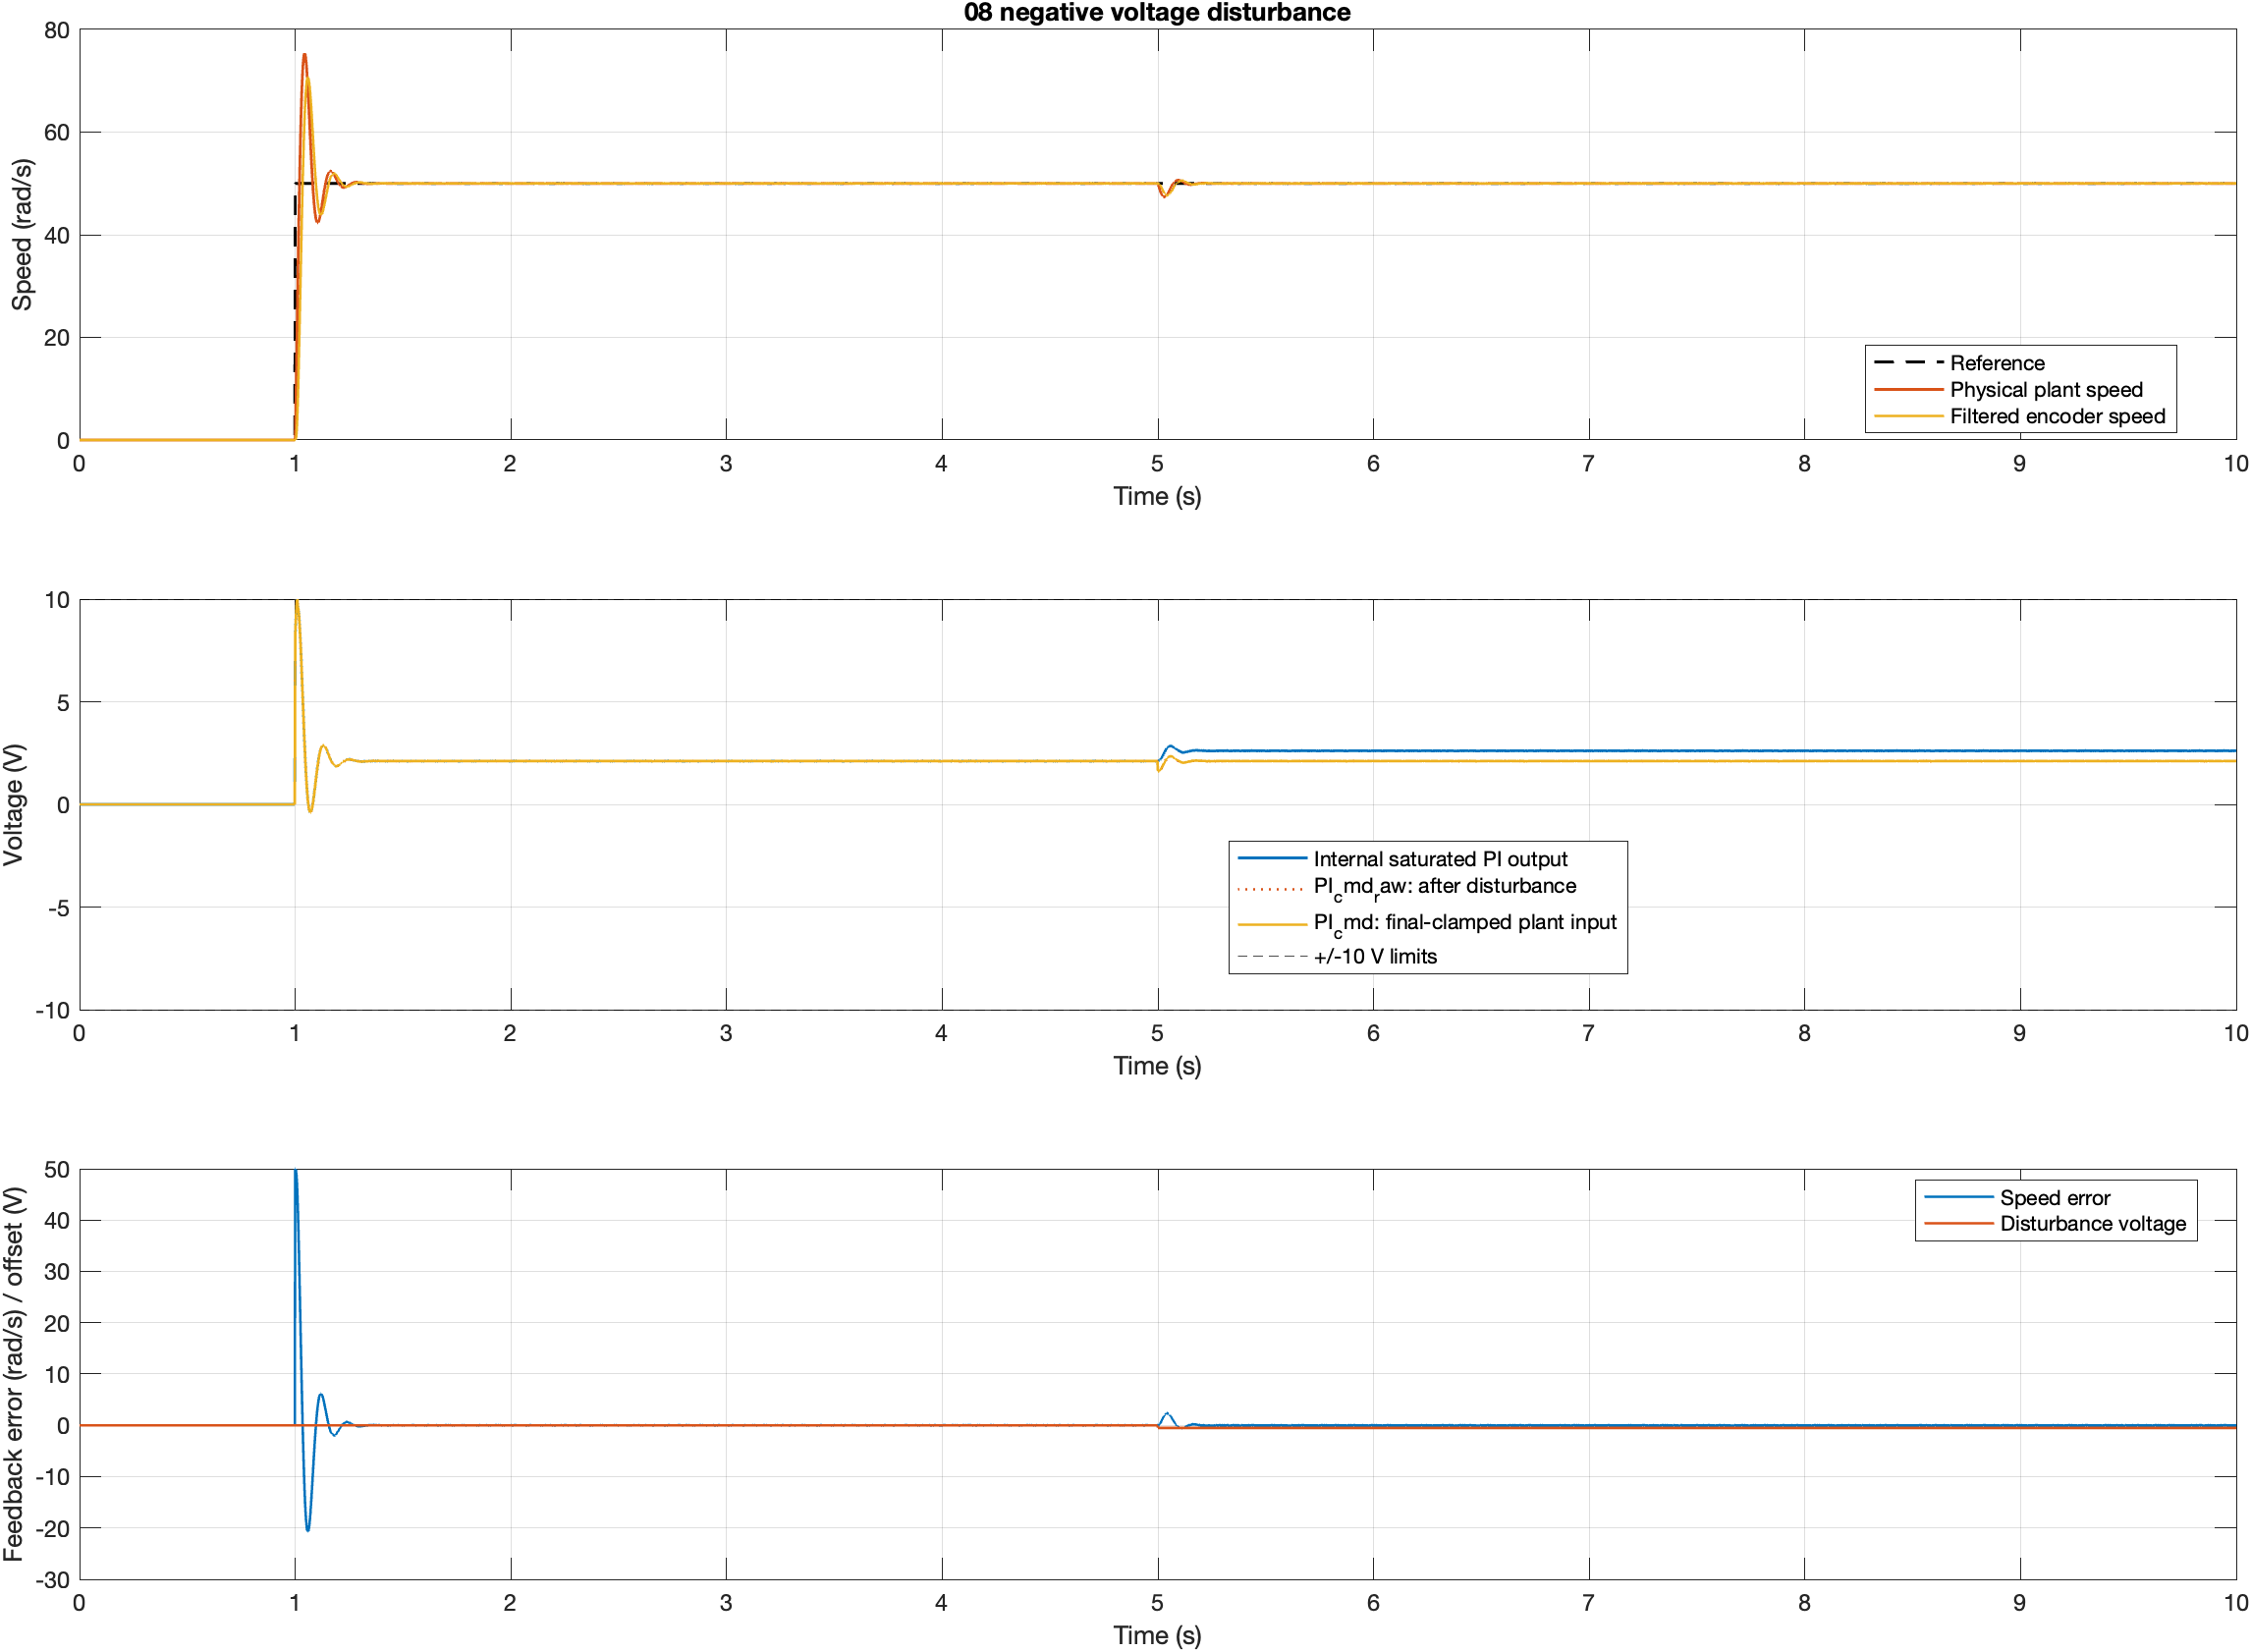 08 negative voltage disturbance
80
60
40
20
0
Speed (rad/s)
0 1 2 3 4 5 6 7 8 9 10
Time (s)
Reference
Physical plant speed
Filtered encoder speed
10
5
0
-5
-10
Voltage (V)
0 1 2 3 4 5 6 7 8 9 10
Time (s)
Internal saturated PI output
PI_cmd_raw: after disturbance
PI_cmd: final-clamped plant input
+/-10 V limits
50
40
30
20
10
0
-10
-20
-30
Feedback error (rad/s) / offset (V)
0 1 2 3 4 5 6 7 8 9 10
Time (s)
Speed error
Disturbance voltage